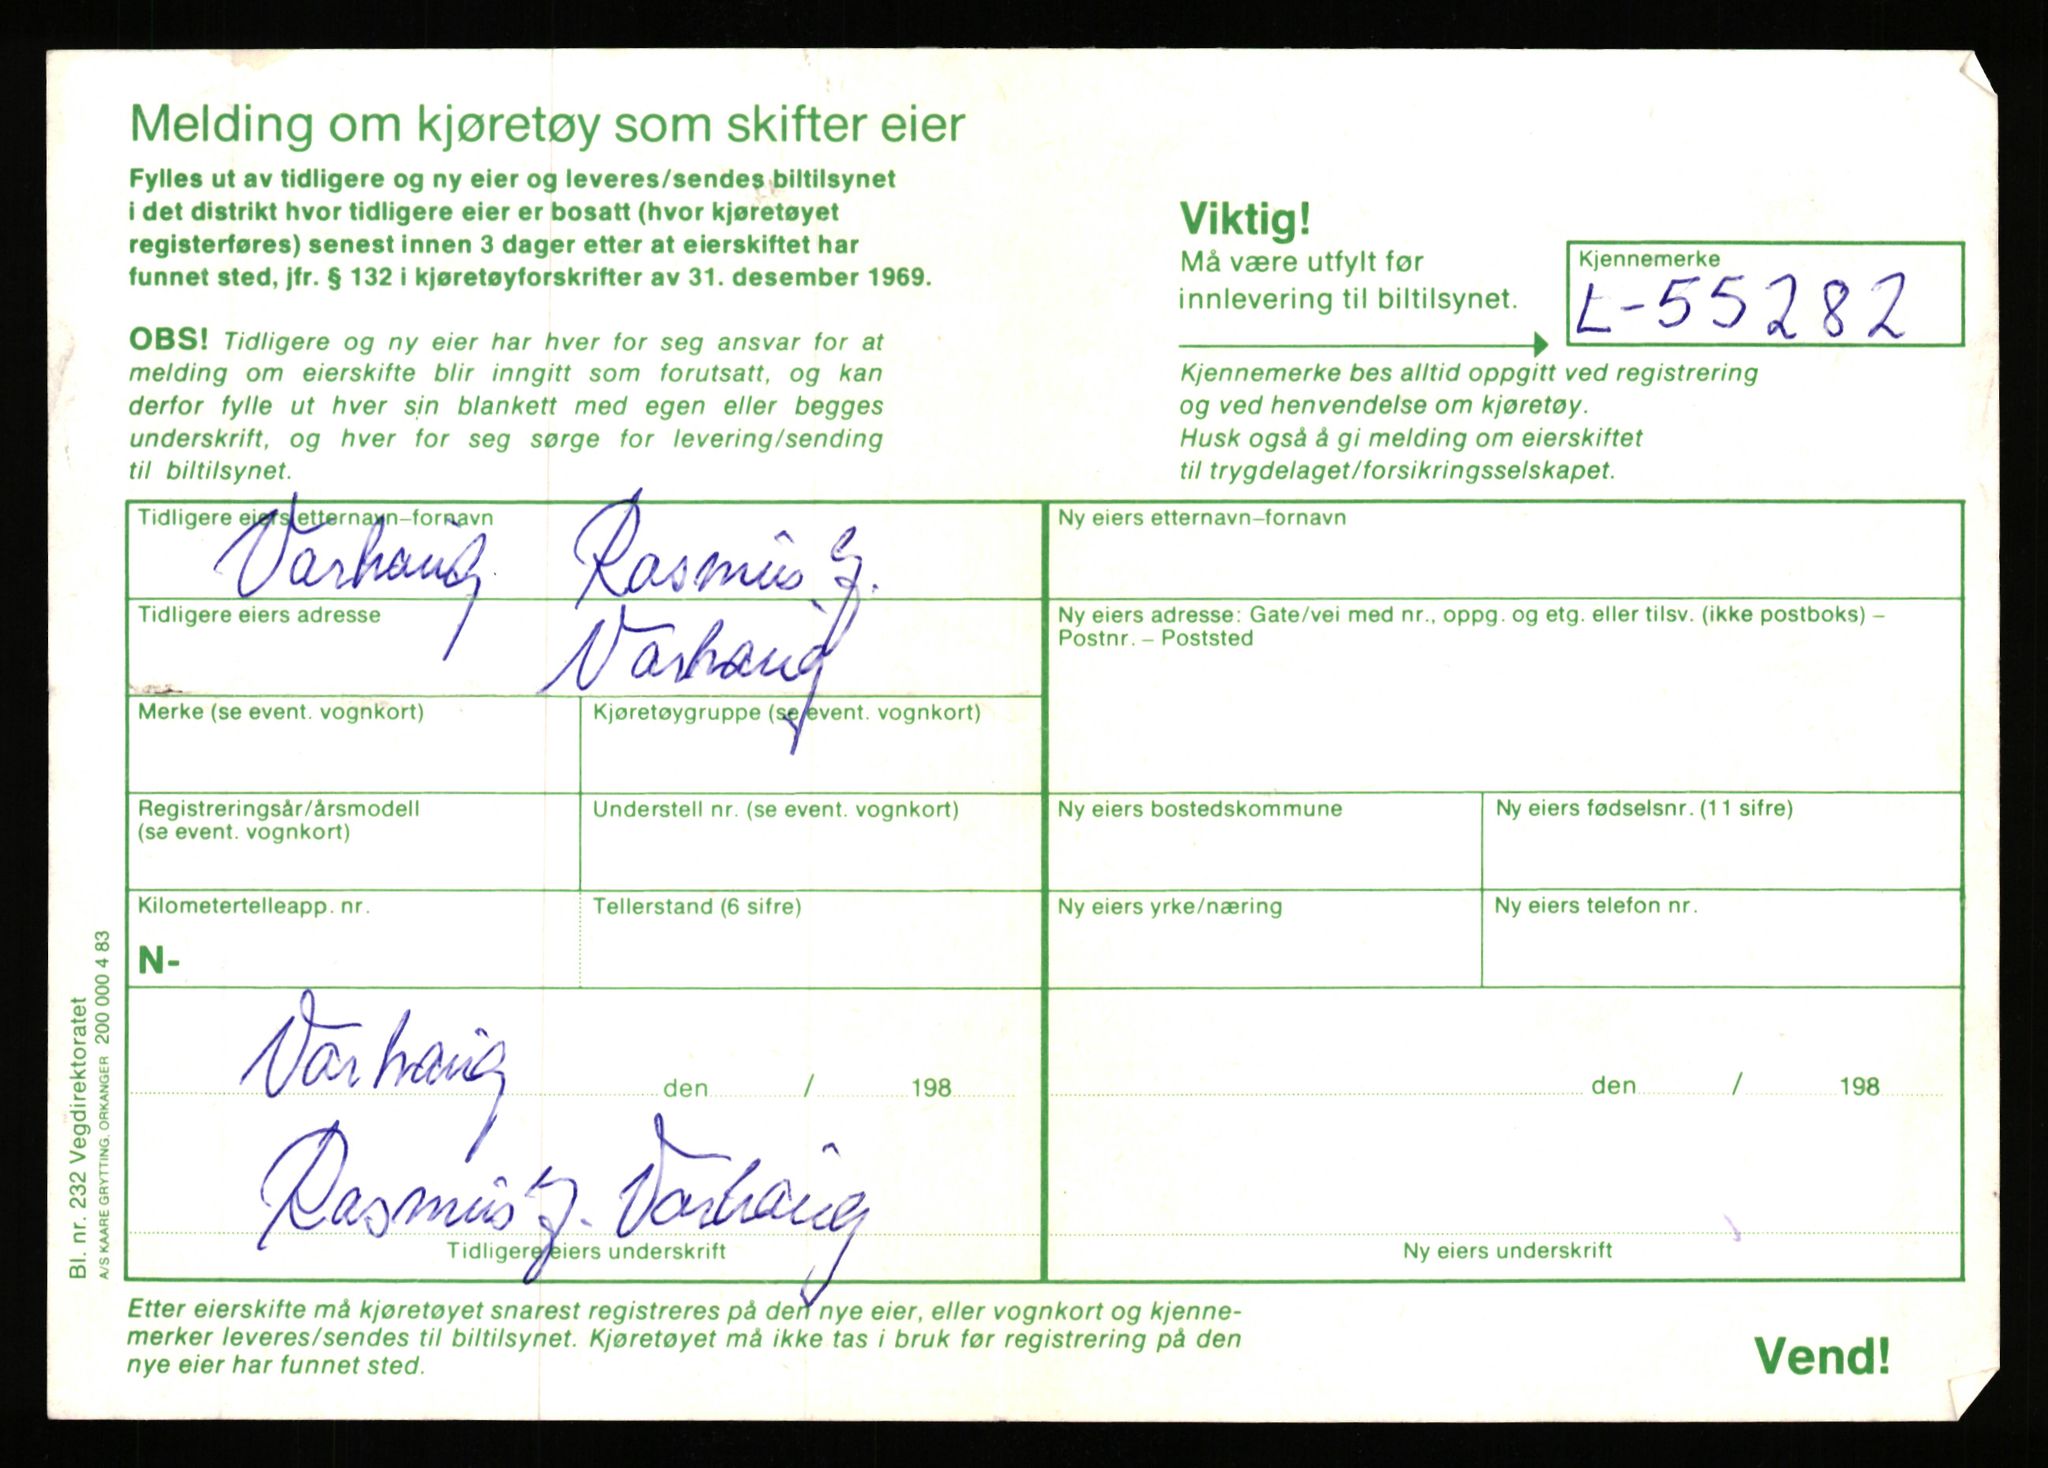 Melding om kjøretøy som skifter eier
Fylles ut av tidligere og ny eier og leveres/sendes biltilsynet
i det distrikt hvor tidligere eier er bosatt (hvor kjøretøyet
registerføres) senest innen 3 dager etter at eierskiftet har
funnet sted, jfr. § 132 i kjøretøyforskrifter av 31. desember 1969.
OBS! Tidligere og ny eier har hver for seg ansvar for at
melding om eierskifte blir inngitt som forutsatt, og kan
derfor fylle ut hver sin blankett med egen eller begges
underskrift, og hver for seg sørge for levering/sending
til biltilsynet.
Viktig!
Må være utfylt før
innlevering til biltilsynet.
Kjennemerke
L-55282
Kjennemerke bes alltid oppgitt ved registrering
og ved henvendelse om kjøretøy.
Husk også å gi melding om eierskiftet
til trygdelaget/forsikringsselskapet.
Tidligere eiers etternavn–fornavn
Varhaug Rasmus J.
Tidligere eiers adresse
Varhaug
Merke (se event. vognkort)
Kjøretøygruppe (se event. vognkort)
Registreringsår/årsmodell
(se event. vognkort)
Understell nr. (se event. vognkort)
Kilometertelleapp. nr.
N-
Tellerstand (6 sifre)
Varhaug den / 198
Rasmus J. Varhaug
Tidligere eiers underskrift
Ny eiers etternavn–fornavn
Ny eiers adresse: Gate/vei med nr., oppg. og etg. eller tilsv. (ikke postboks) –
Postnr. – Poststed
Ny eiers bostedskommune
Ny eiers fødselsnr. (11 sifre)
Ny eiers yrke/næring
Ny eiers telefon nr.
den / 198
Ny eiers underskrift
Etter eierskifte må kjøretøyet snarest registreres på den nye eier, eller vognkort og kjenne-
merker leveres/sendes til biltilsynet. Kjøretøyet må ikke tas i bruk før registrering på den
nye eier har funnet sted.
Vend!
Bl. nr. 232 Vegdirektoratet
A/S KAARE GRYTTING, ORKANGER 200 000 4 83